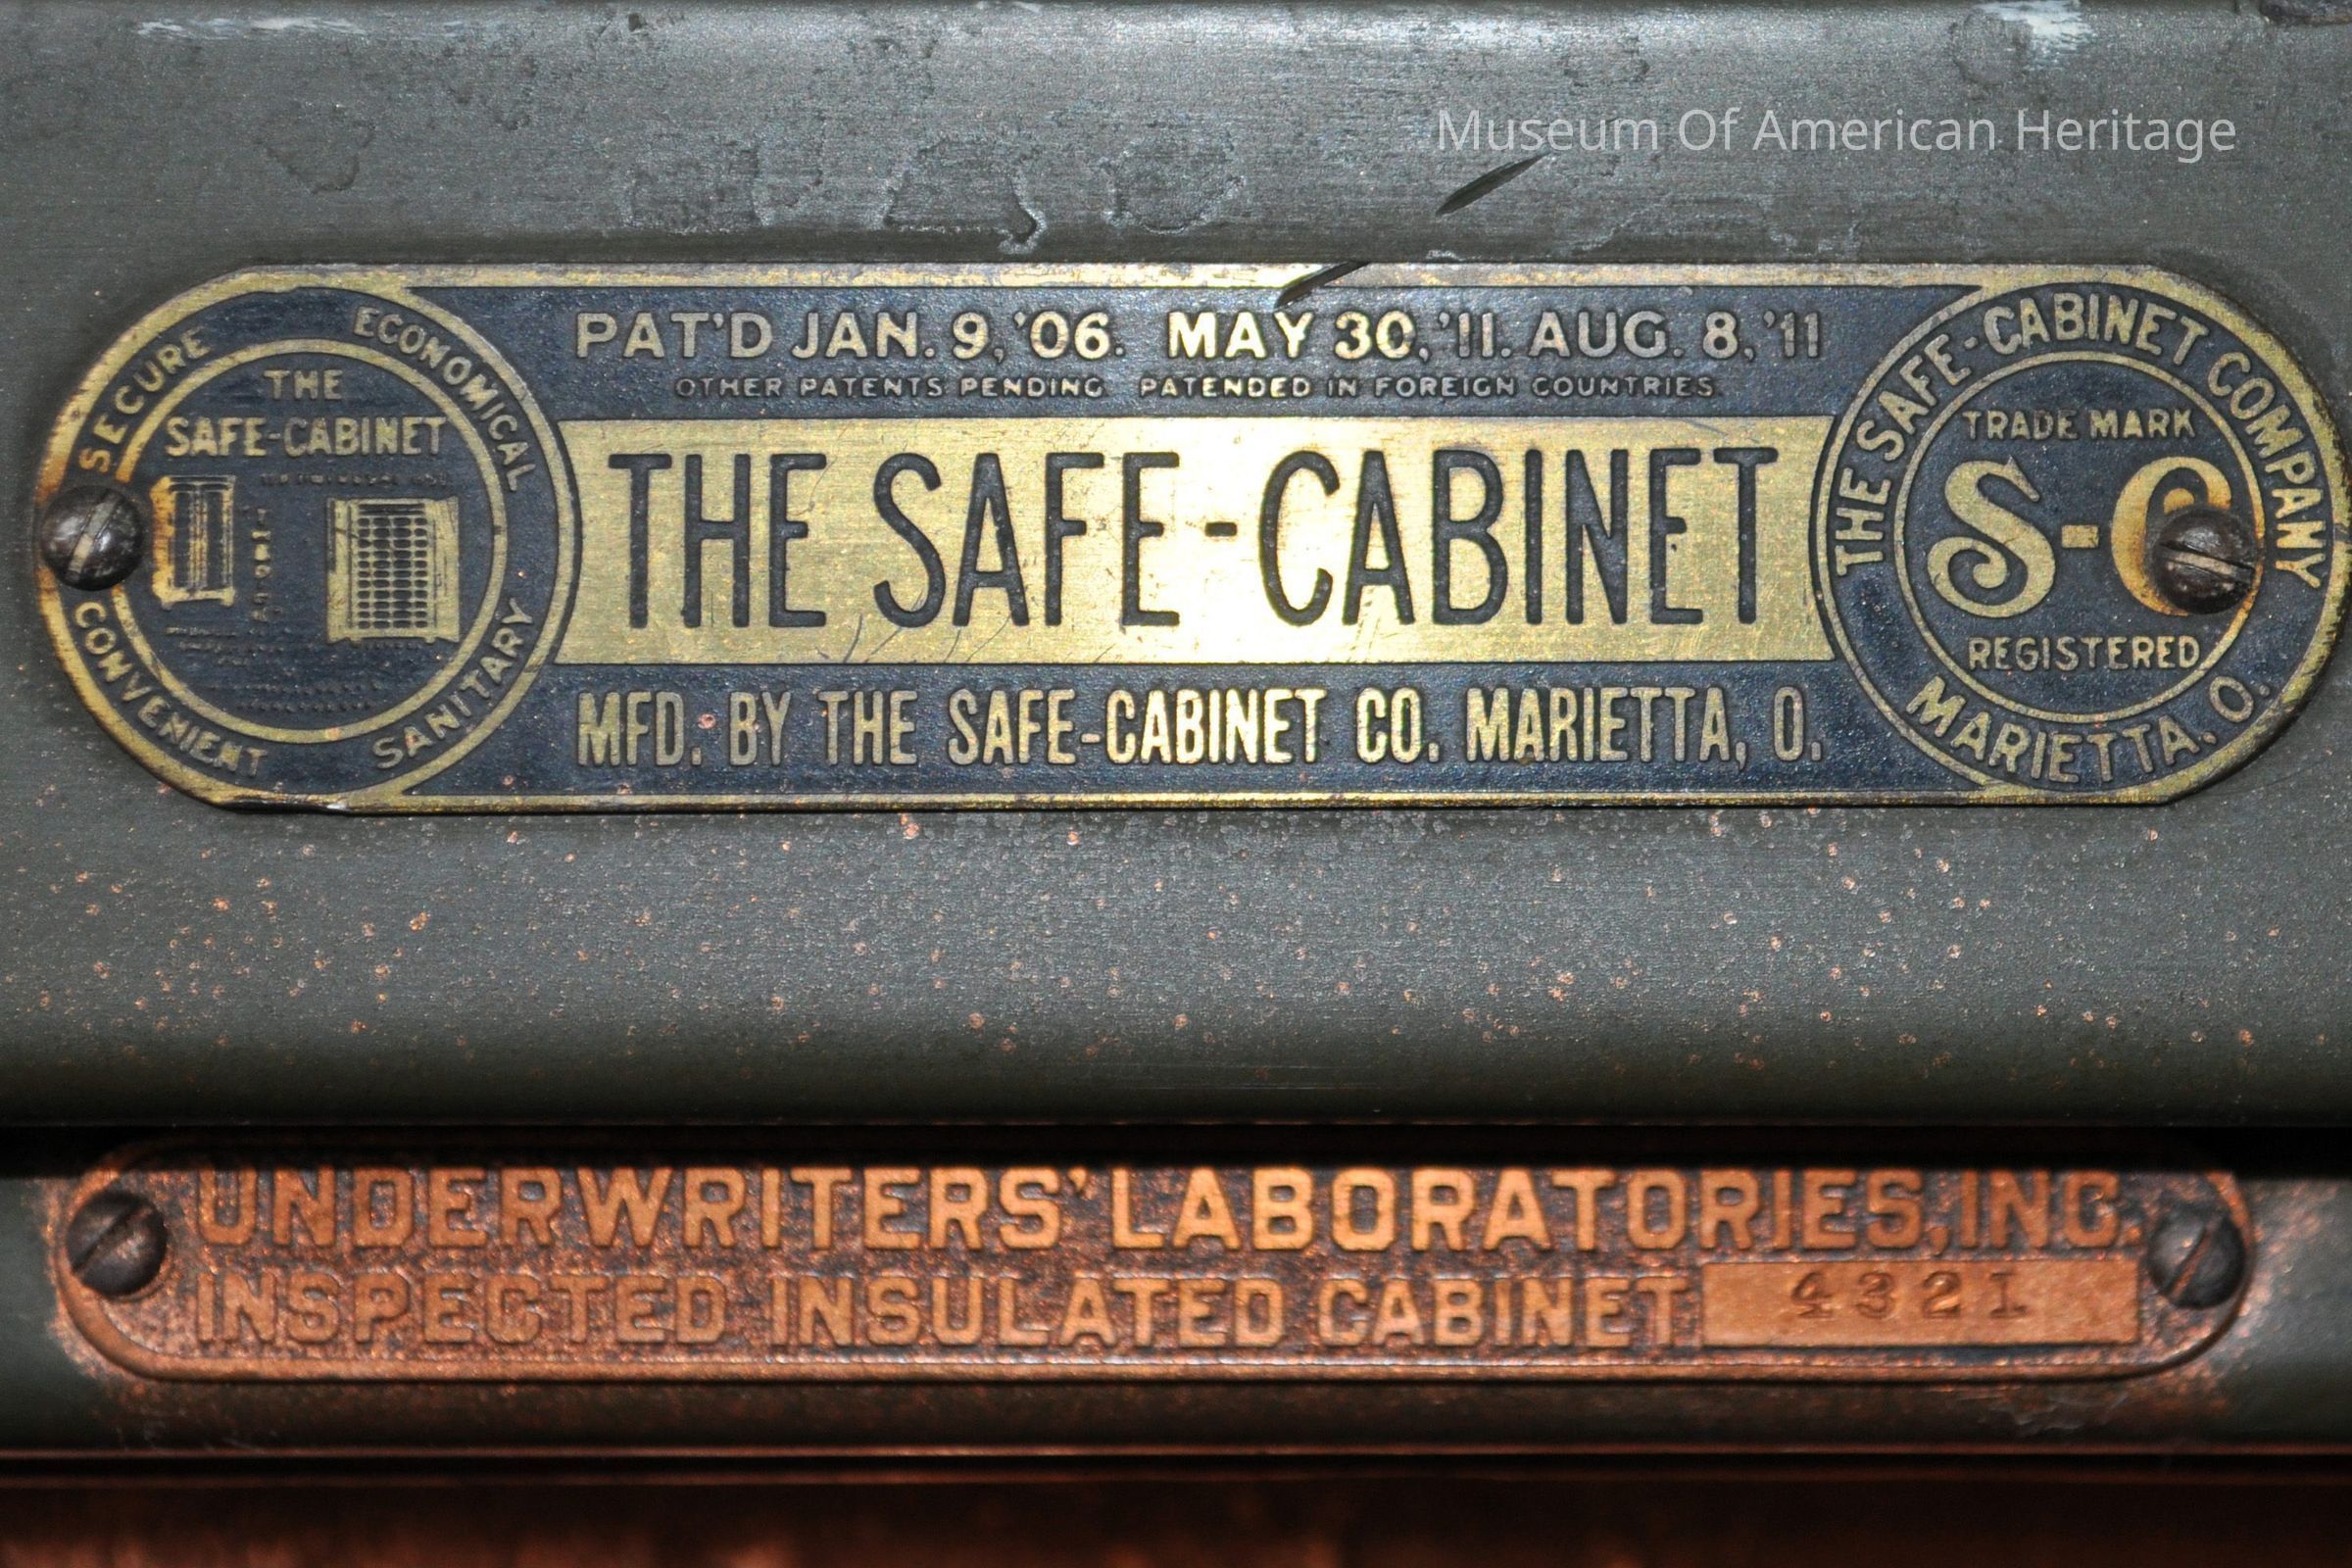 Museum Of American Heritage
SECURE
ECONOMICAL
THE
SAFE-CABINET
CONVENIENT
SANITARY
PAT'D JAN. 9, '06. MAY 30, '11. AUG. 8, '11
OTHER PATENTS PENDING PATENTED IN FOREIGN COUNTRIES.
THE SAFE-CABINET
MFD. BY THE SAFE-CABINET CO. MARIETTA, O.
THE SAFE-CABINET COMPANY
TRADE MARK
S-C
REGISTERED
MARIETTA, O.
UNDERWRITERS' LABORATORIES, INC.
INSPECTED INSULATED CABINET 4321